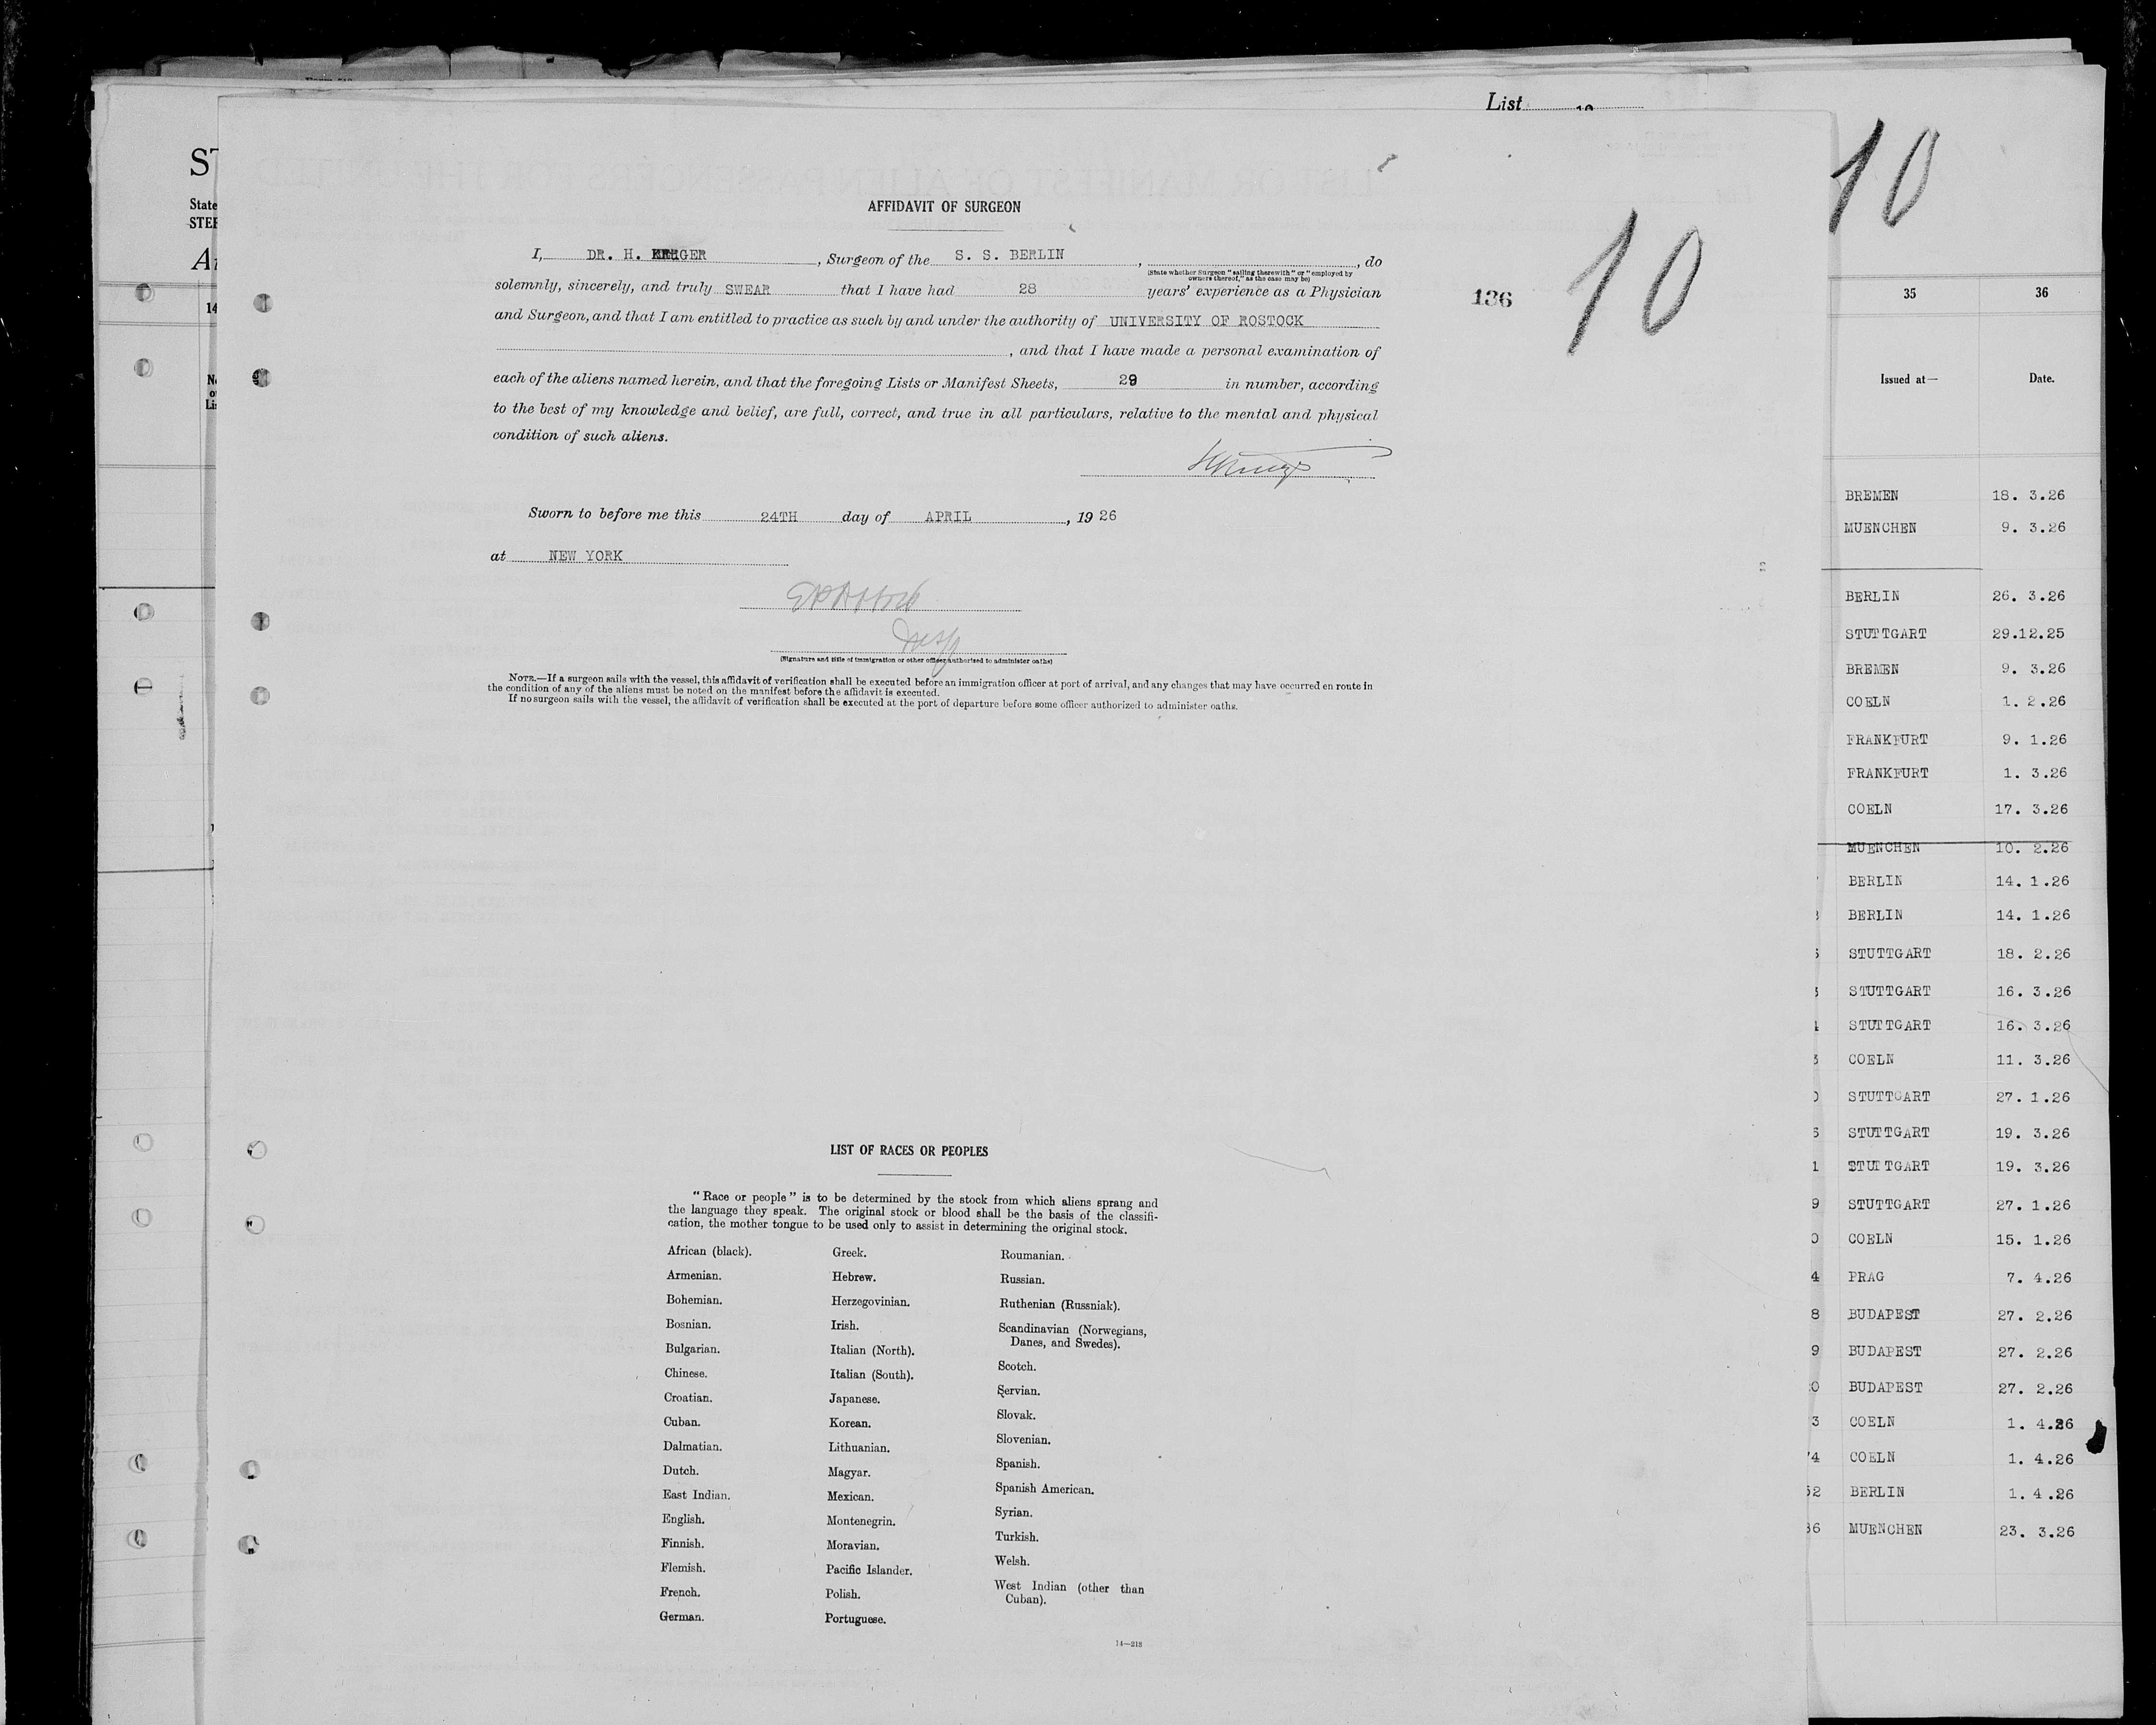 List 10
10
10
136
ST
State
STEE
14
AFFIDAVIT OF SURGEON
I, DR. H. , Surgeon of the S. S. BERLIN , , do
(State whether Surgeon "sailing therewith" or "employed by
owners thereof," as the case may be)
solemnly, sincerely, and truly SWEAR that I have had 28 years' experience as a Physician
and Surgeon, and that I am entitled to practice as such by and under the authority of UNIVERSITY OF ROSTOCK
, and that I have made a personal examination of
each of the aliens named herein, and that the foregoing Lists or Manifest Sheets, 29 in number, according
to the best of my knowledge and belief, are full, correct, and true in all particulars, relative to the mental and physical
condition of such aliens.
Sworn to before me this 24TH day of APRIL , 19 26
at NEW YORK
(Signature and title of immigration or other officer authorized to administer oaths)
NOTE.—If a surgeon sails with the vessel, this affidavit of verification shall be executed before an immigration officer at port of arrival, and any changes that may have occurred en route in
the condition of any of the aliens must be noted on the manifest before the affidavit is executed.
If no surgeon sails with the vessel, the affidavit of verification shall be executed at the port of departure before some officer authorized to administer oaths.
LIST OF RACES OR PEOPLES
"Race or people" is to be determined by the stock from which aliens sprang and
the language they speak. The original stock or blood shall be the basis of the classifi-
cation, the mother tongue to be used only to assist in determining the original stock.
African (black).
Armenian.
Bohemian.
Bosnian.
Bulgarian.
Chinese.
Croatian.
Cuban.
Dalmatian.
Dutch.
East Indian.
English.
Finnish.
Flemish.
French.
German.
Greek.
Hebrew.
Herzegovinian.
Irish.
Italian (North).
Italian (South).
Japanese.
Korean.
Lithuanian.
Magyar.
Mexican.
Montenegrin.
Moravian.
Pacific Islander.
Polish.
Portuguese.
Roumanian.
Russian.
Ruthenian (Russniak).
Scandinavian (Norwegians,
Danes, and Swedes).
Scotch.
Servian.
Slovak.
Slovenian.
Spanish.
Spanish American.
Syrian.
Turkish.
Welsh.
West Indian (other than
Cuban).
14—218
35 36
Issued at— Date.
BREMEN 18. 3.26
MUENCHEN 9. 3.26
BERLIN 26. 3.26
STUTTGART 29.12.25
BREMEN 9. 3.26
COELN 1. 2.26
FRANKFURT 9. 1.26
FRANKFURT 1. 3.26
COELN 17. 3.26
MUENCHEN 10. 2.26
BERLIN 14. 1.26
BERLIN 14. 1.26
STUTTGART 18. 2.26
STUTTGART 16. 3.26
STUTTGART 16. 3.26
COELN 11. 3.26
STUTTGART 27. 1.26
STUTTGART 19. 3.26
1 STUTTGART 19. 3.26
9 STUTTGART 27. 1.26
0 COELN 15. 1.26
4 PRAG 7. 4.26
8 BUDAPEST 27. 2.26
9 BUDAPEST 27. 2.26
0 BUDAPEST 27. 2.26
3 COELN 1. 4.26
74 COELN 1. 4.26
52 BERLIN 1. 4.26
36 MUENCHEN 23. 3.26